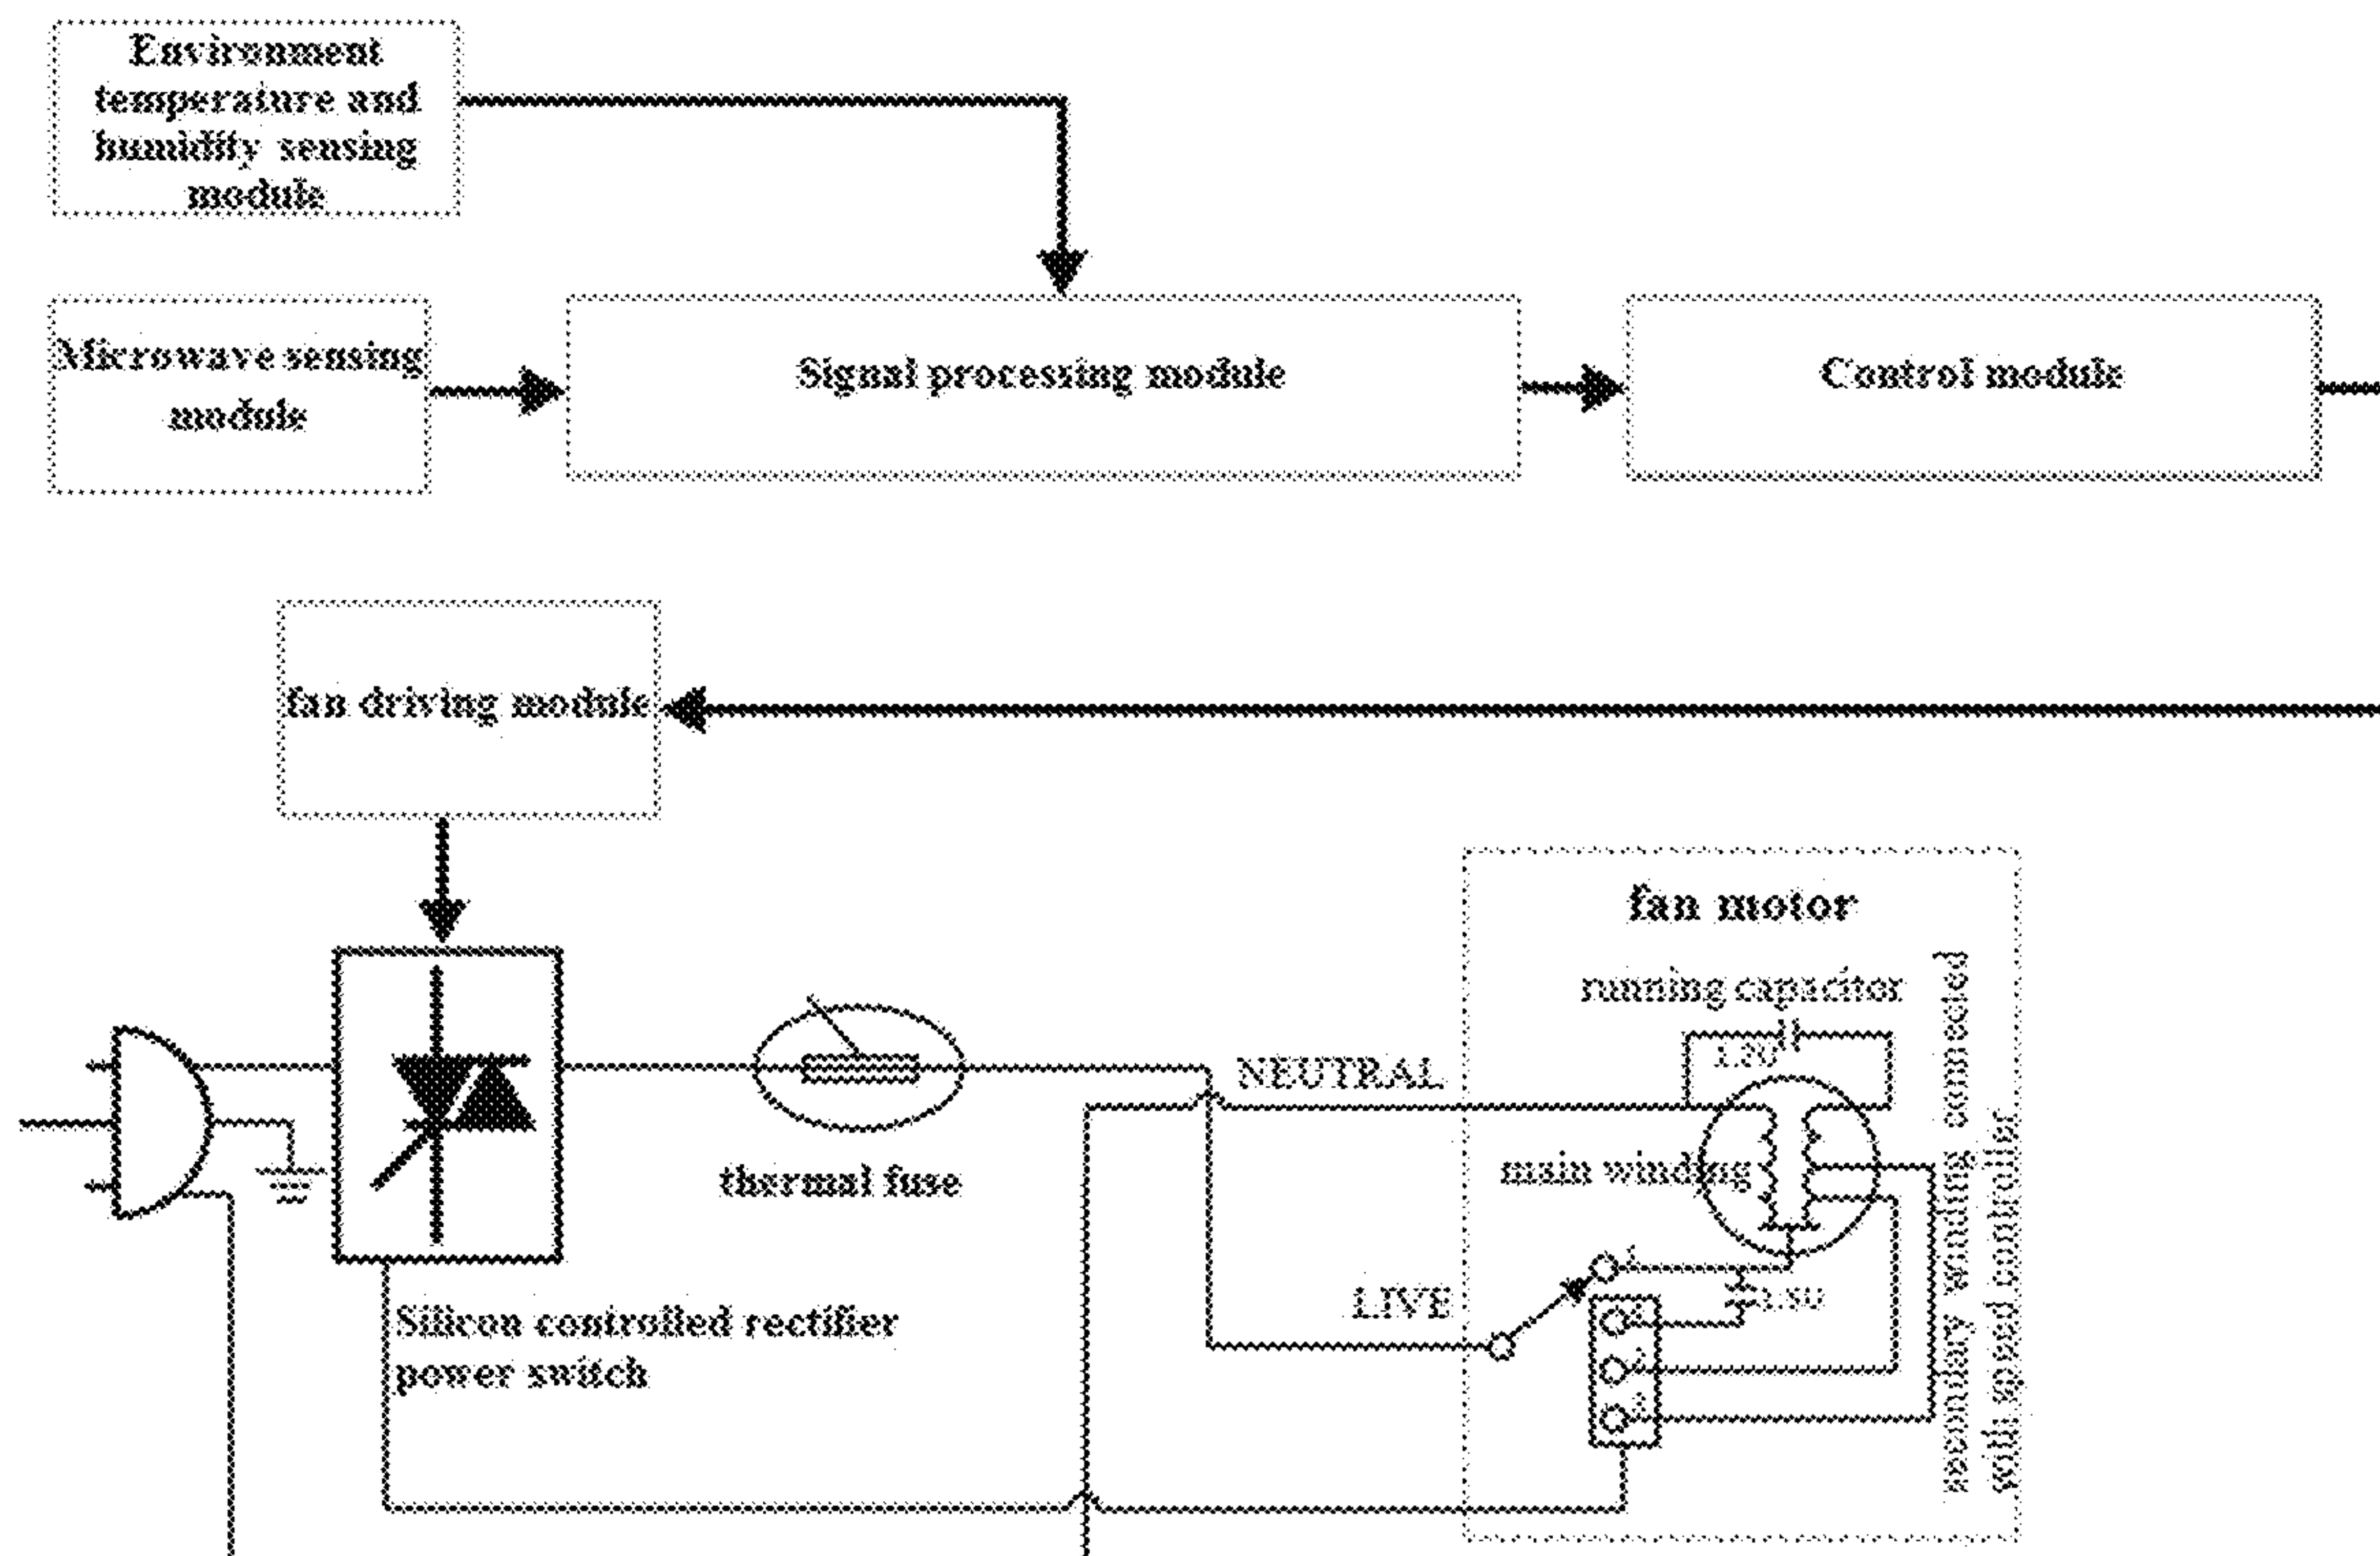 Environment
temperature and
humidity sensing
module
Microwave sensing
module
Signal processing module
Control module
fan driving module
fan motor
running capacitor
NEUTRAL
main winding
thermal fuse
LIVE
Silicon controlled rectifier
power switch
winding connected
with speed controller